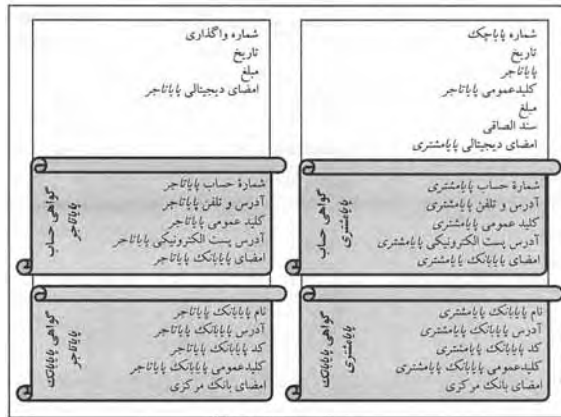 شماره پایاچک
تاریخ
پایاتاجر
کلیدعمومی پایاتاجر
مبلغ
سند الصاقی
امضای دیجیتالی پایامشتری
گواهی حساب
پایامشتری
شمارهٔ حساب پایامشتری
آدرس و تلفن پایامشتری
کلید عمومی پایامشتری
آدرس پست الکترونیکی پایامشتری
امضای پایابانک پایامشتری
گواهی پایابانک
پایامشتری
نام پایابانک پایامشتری
آدرس پایابانک پایامشتری
کد پایابانک پایامشتری
کلیدعمومی پایابانک پایامشتری
امضای بانک مرکزی
شماره واگذاری
تاریخ
مبلغ
امضای دیجیتالی پایاتاجر
گواهی حساب
پایاتاجر
شمارهٔ حساب پایاتاجر
آدرس و تلفن پایاتاجر
کلید عمومی پایاتاجر
آدرس پست الکترونیکی پایاتاجر
امضای پایابانک پایاتاجر
گواهی پایابانک
پایاتاجر
نام پایابانک پایاتاجر
آدرس پایابانک پایاتاجر
کد پایابانک پایاتاجر
کلیدعمومی پایابانک پایاتاجر
امضای بانک مرکزی